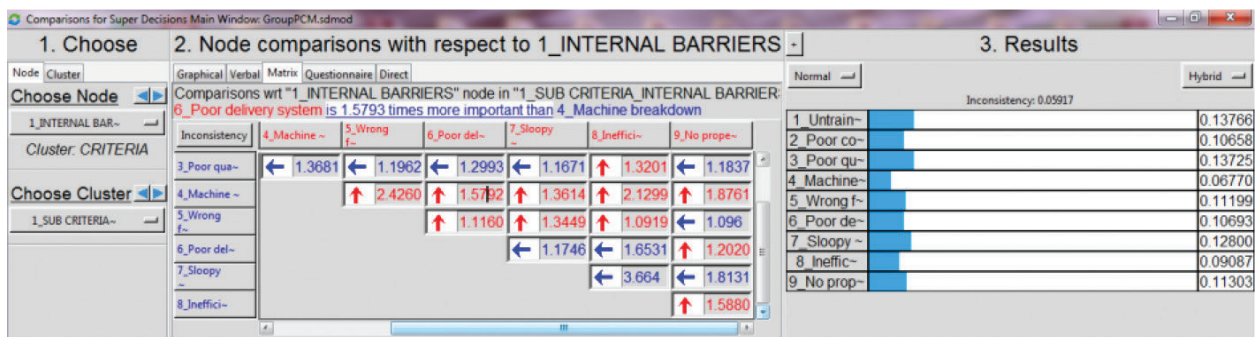 Comparisons for Super Decisions Main Window: GroupPCM.sdmod
1. Choose
Node Cluster
Choose Node
1_INTERNAL BAR~
Cluster: CRITERIA
Choose Cluster
1_SUB CRITERIA~
2. Node comparisons with respect to 1_INTERNAL BARRIERS
Graphical Verbal Matrix Questionnaire Direct
Comparisons wrt "1_INTERNAL BARRIERS" node in "1_SUB CRITERIA_INTERNAL BARRIER
6_Poor delivery system is 1.5793 times more important than 4_Machine breakdown
Inconsistency 4_Machine ~ 5_Wrong f~ 6_Poor del~ 7_Sloopy ~ 8_Ineffici~ 9_No prope~
3_Poor qua~ 1.3681 1.1962 1.2993 1.1671 1.3201 1.1837
4_Machine ~ 2.4260 1.5792 1.3614 2.1299 1.8761
5_Wrong f~ 1.1160 1.3449 1.0919 1.096
6_Poor del~ 1.1746 1.6531 1.2020
7_Sloopy ~ 3.664 1.8131
8_Ineffici~ 1.5880
+
3. Results
Normal Hybrid
Inconsistency: 0.05917
1_Untrain~ 0.13766
2_Poor co~ 0.10658
3_Poor qu~ 0.13725
4_Machine~ 0.06770
5_Wrong f~ 0.11199
6_Poor de~ 0.10693
7_Sloopy ~ 0.12800
8_Ineffic~ 0.09087
9_No prop~ 0.11303